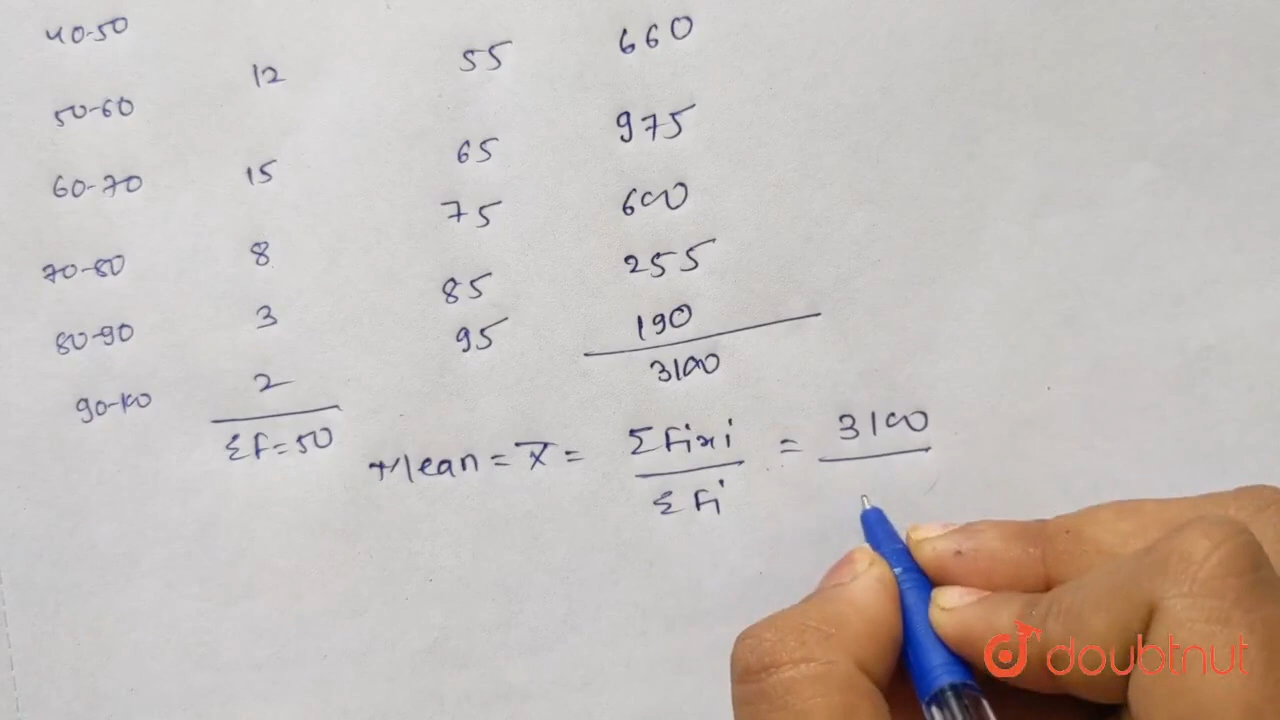 40-50
12 55 660
50-60
15 65 975
60-70
75 600
70-80 8 85 255
80-90 3 95 190
3100
90-100 2
Σf=50
Mean = x̄ = Σfixi / Σfi = 3100
doubtnut